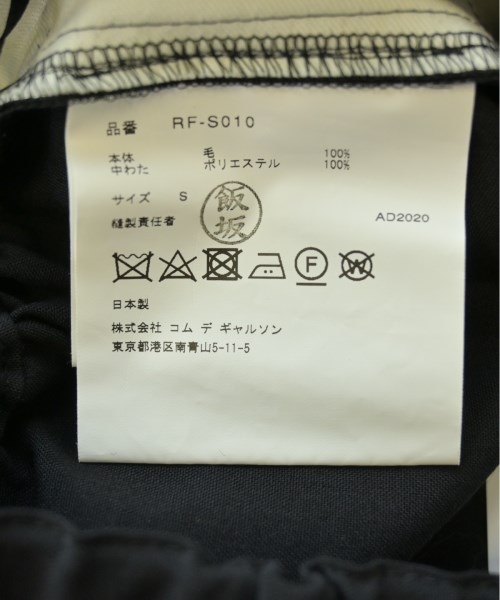 品番 RF-S010
本体 毛 100%
中わた ポリエステル 100%
サイズ S
縫製責任者 飯坂 AD2020
F W
日本製
株式会社 コム デ ギャルソン
東京都港区南青山5-11-5